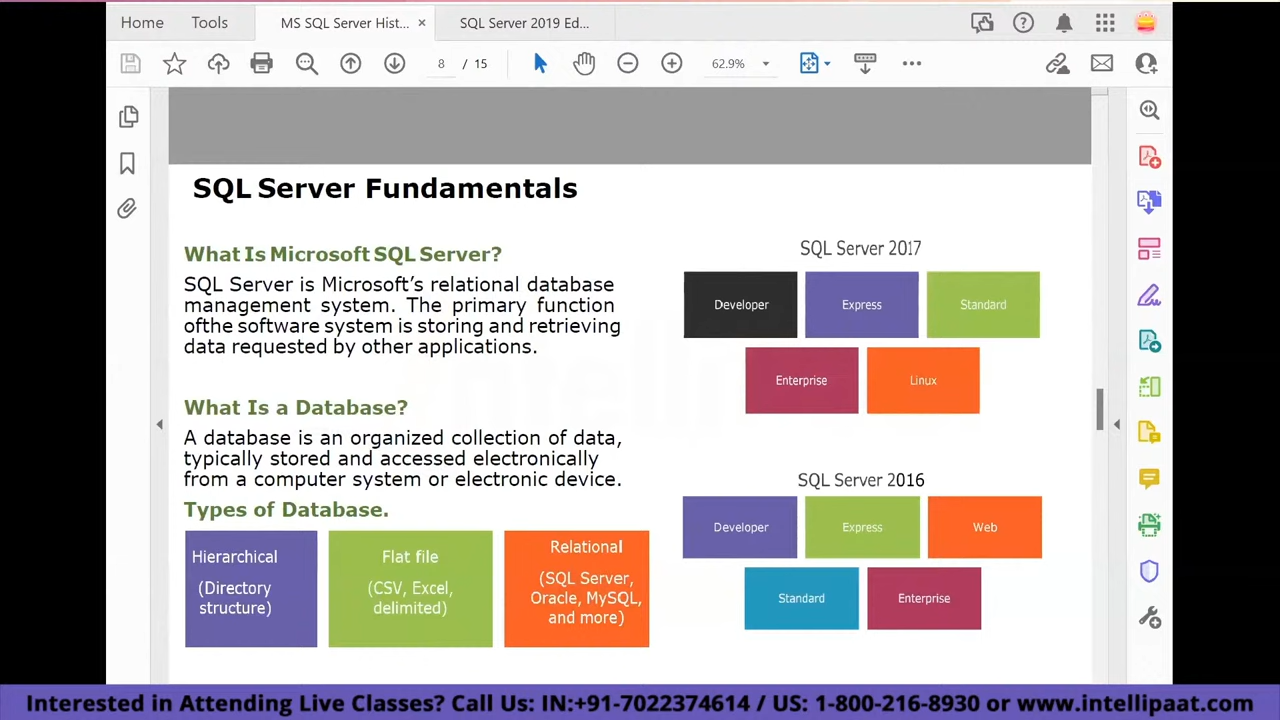 Home
Tools
MS SQL Server Hist...
×
SQL Server 2019 Ed...
8 / 15
62.9%
SQL Server Fundamentals
What Is Microsoft SQL Server?
SQL Server is Microsoft's relational database
management system. The primary function
ofthe software system is storing and retrieving
data requested by other applications.
What Is a Database?
A database is an organized collection of data,
typically stored and accessed electronically
from a computer system or electronic device.
Types of Database.
Hierarchical
(Directory
structure)
Flat file
(CSV, Excel,
delimited)
Relational
(SQL Server,
Oracle, MySQL,
and more)
SQL Server 2017
Developer
Express
Standard
Enterprise
Linux
SQL Server 2016
Developer
Express
Web
Standard
Enterprise
Interested in Attending Live Classes? Call Us: IN:+91-7022374614 / US: 1-800-216-8930 or www.intellipaat.com